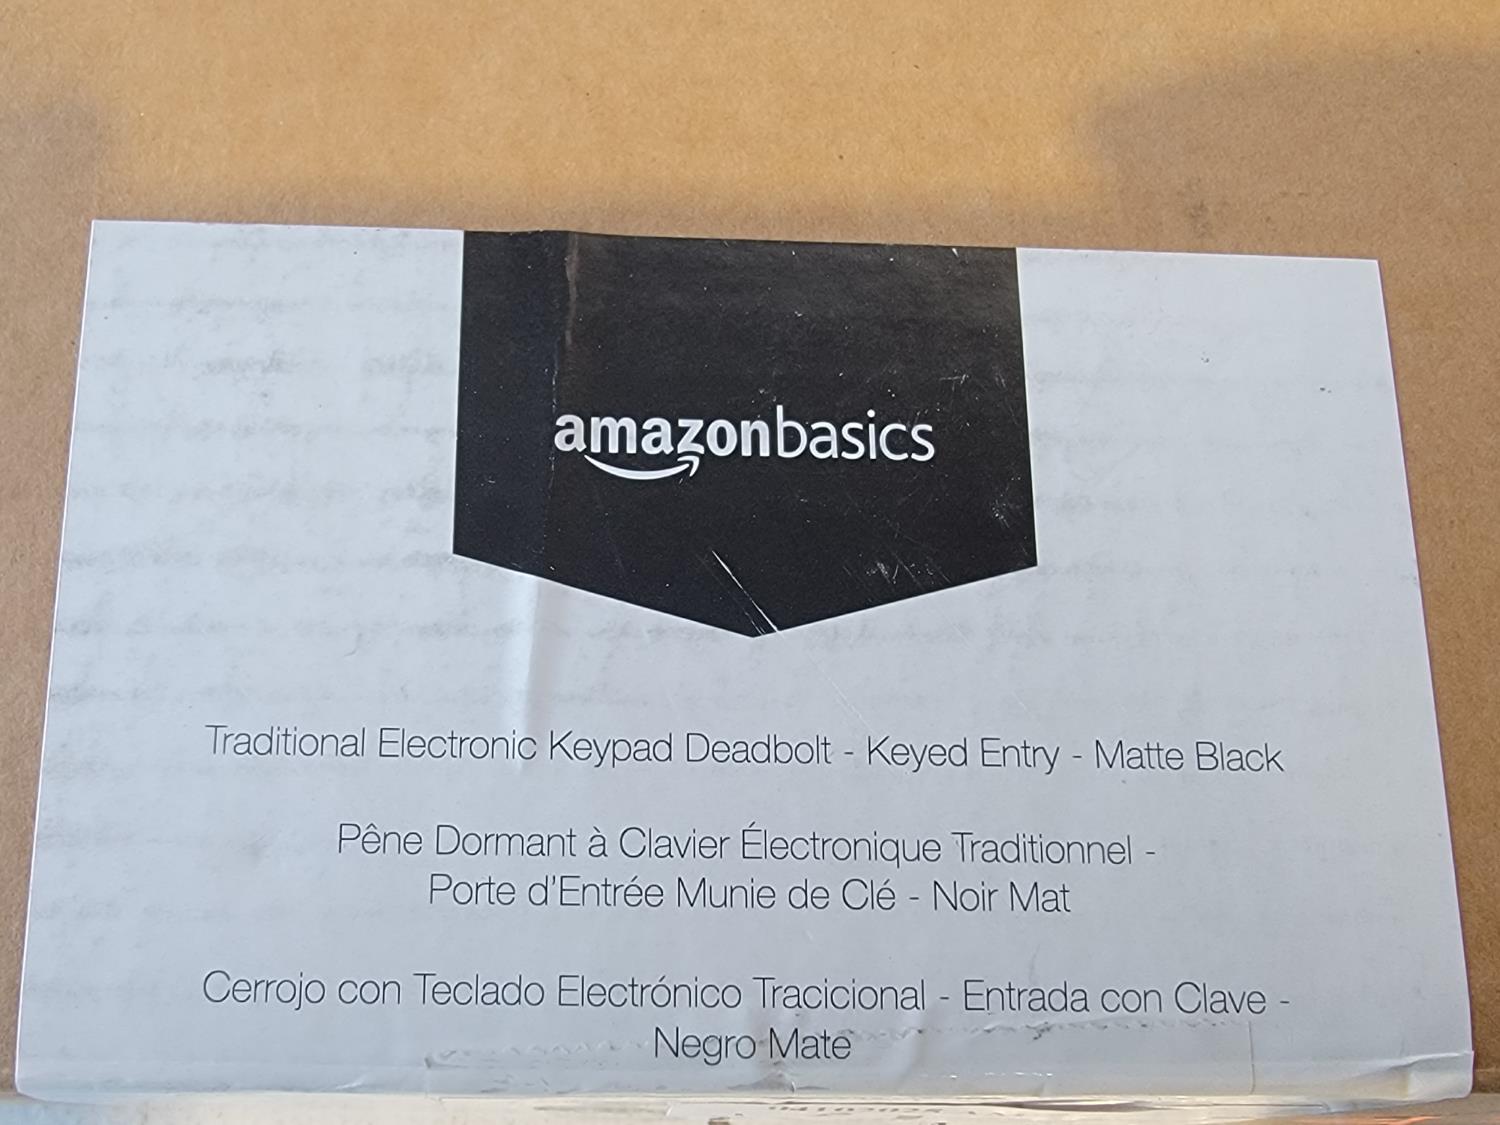 amazonbasics
Traditional Electronic Keypad Deadbolt - Keyed Entry - Matte Black
Pêne Dormant à Clavier Électronique Traditionnel -
Porte d'Entrée Munie de Clé - Noir Mat
Cerrojo con Teclado Electrónico Tracicional - Entrada con Clave -
Negro Mate